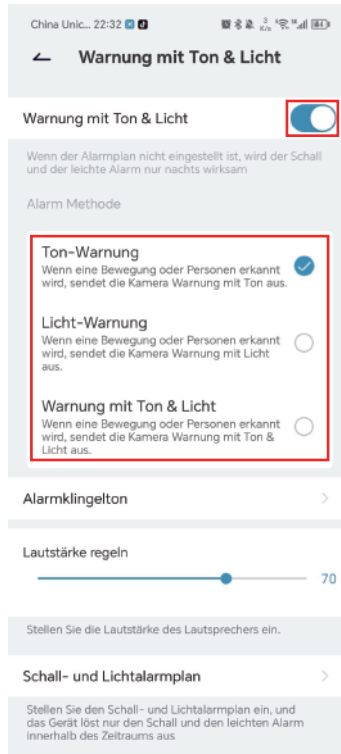 China Unic... 22:32
3 K/s
Warnung mit Ton & Licht
Warnung mit Ton & Licht
Wenn der Alarmplan nicht eingestellt ist, wird der Schall
und der leichte Alarm nur nachts wirksam
Alarm Methode
Ton-Warnung
Wenn eine Bewegung oder Personen erkannt
wird, sendet die Kamera Warnung mit Ton aus.
Licht-Warnung
Wenn eine Bewegung oder Personen erkannt
wird, sendet die Kamera Warnung mit Licht
aus.
Warnung mit Ton & Licht
Wenn eine Bewegung oder Personen erkannt
wird, sendet die Kamera Warnung mit Ton &
Licht aus.
Alarmklingelton
Lautstärke regeln
70
Stellen Sie die Lautstärke des Lautsprechers ein.
Schall- und Lichtalarmplan
Stellen Sie den Schall- und Lichtalarmplan ein, und
das Gerät löst nur den Schall und den leichten Alarm
innerhalb des Zeitraums aus